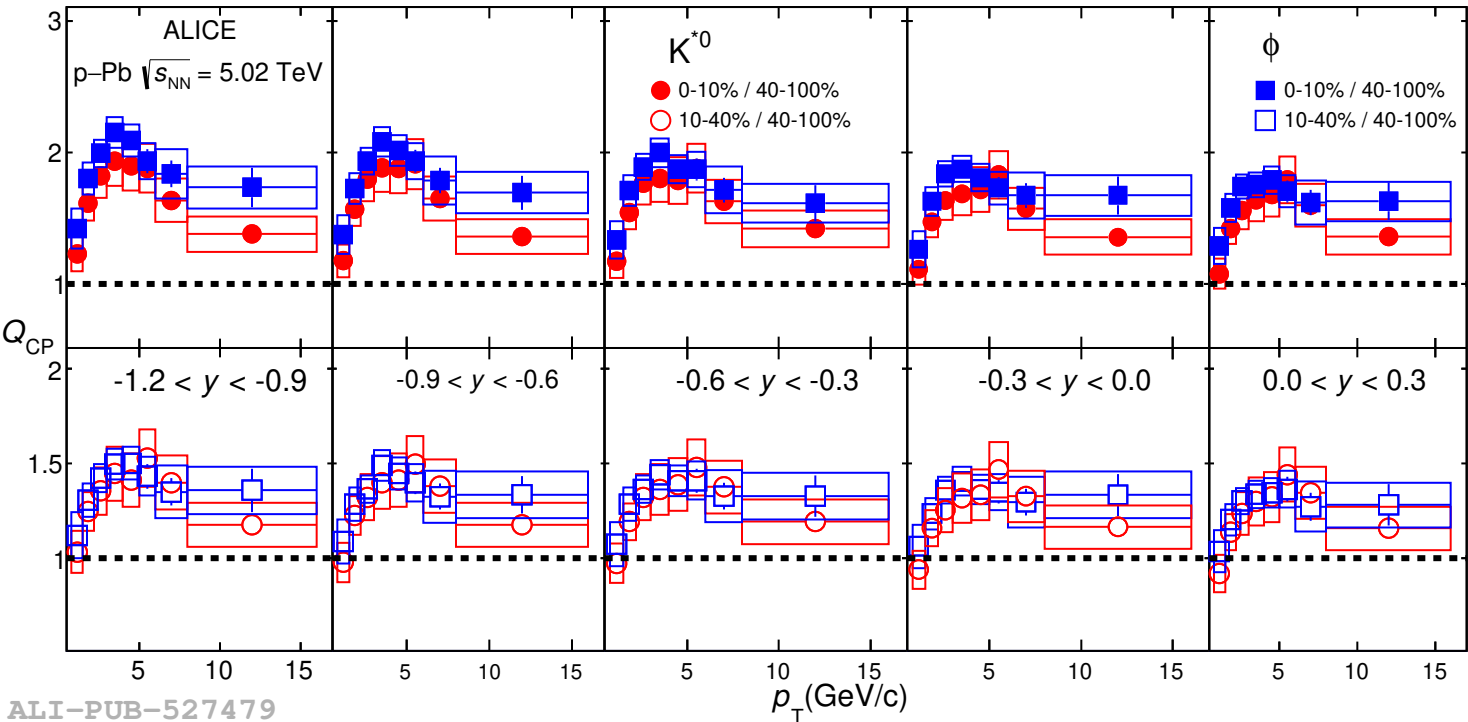 3
ALICE
p–Pb √sNN = 5.02 TeV
K*0
0-10% / 40-100%
10-40% / 40-100%
ϕ
0-10% / 40-100%
10-40% / 40-100%
2
1
QCP
2
-1.2 < y < -0.9
-0.9 < y < -0.6
-0.6 < y < -0.3
-0.3 < y < 0.0
0.0 < y < 0.3
1.5
1
5 10 15 5 10 15 5 10 15 5 10 15 5 10 15
pT(GeV/c)
ALI-PUB-527479